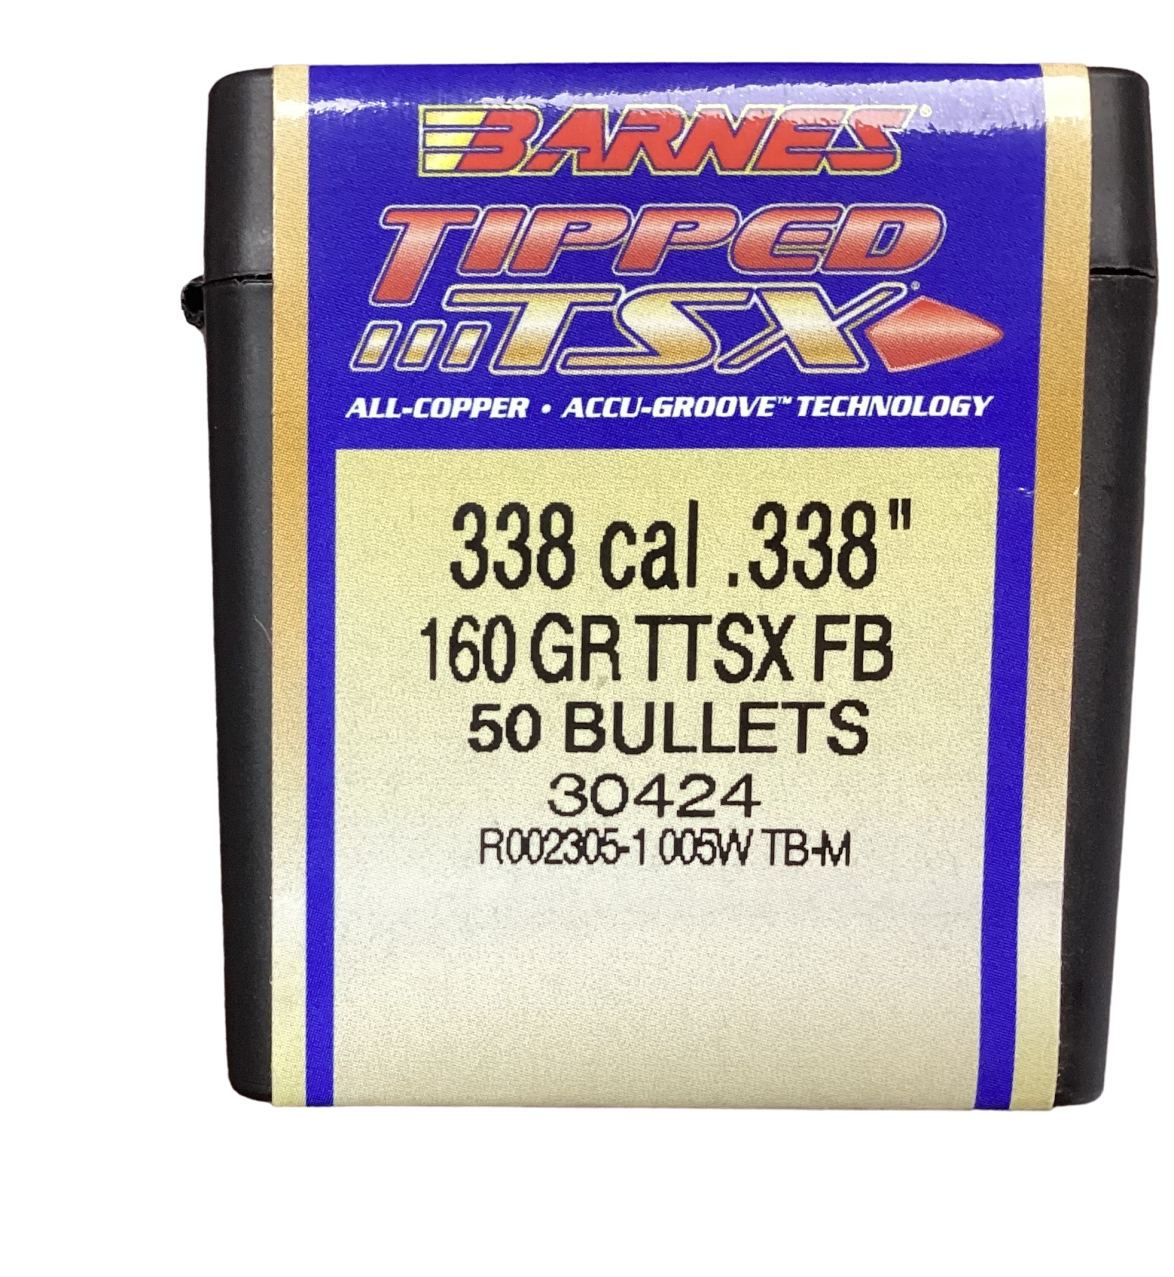 BARNES®
TIPPED
TSX®
ALL-COPPER • ACCU-GROOVE™ TECHNOLOGY
338 cal .338"
160 GR TTSX FB
50 BULLETS
30424
R002305-1 005W TB-M